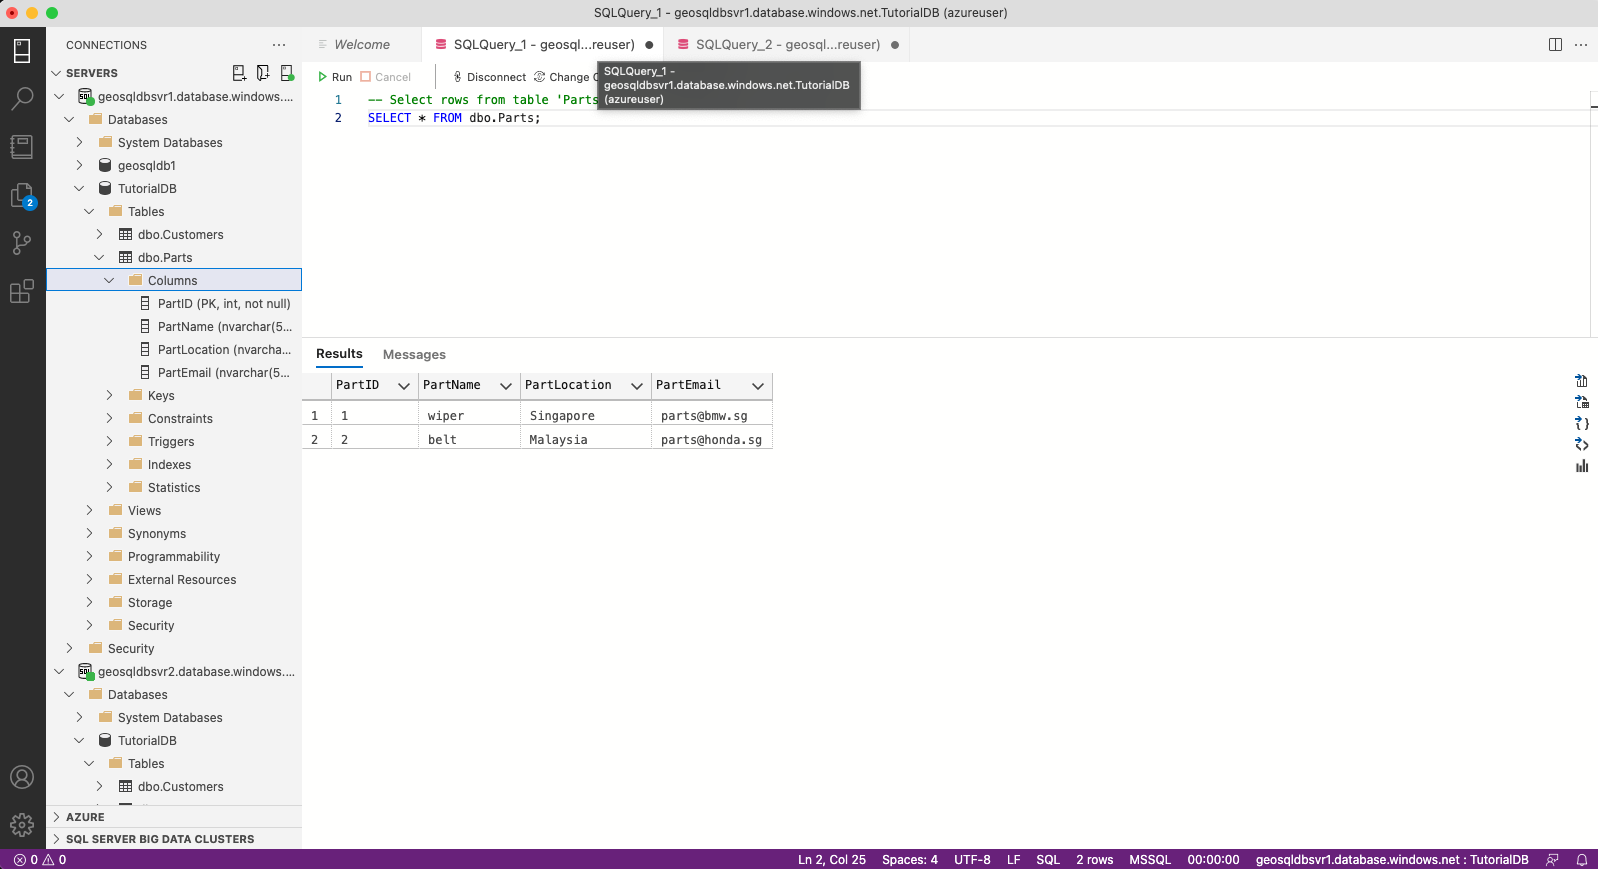 SQLQuery_1 - geosqldbsvr1.database.windows.net.TutorialDB (azureuser)
CONNECTIONS
SERVERS
geosqldbsvr1.database.windows....
Databases
System Databases
geosqldb1
TutorialDB
Tables
dbo.Customers
dbo.Parts
Columns
PartID (PK, int, not null)
PartName (nvarchar(5...
PartLocation (nvarcha...
PartEmail (nvarchar(5...
Keys
Constraints
Triggers
Indexes
Statistics
Views
Synonyms
Programmability
External Resources
Storage
Security
Security
geosqldbsvr2.database.windows....
Databases
System Databases
TutorialDB
Tables
dbo.Customers
AZURE
SQL SERVER BIG DATA CLUSTERS
2
Welcome
SQLQuery_1 - geosql...reuser)
SQLQuery_2 - geosql...reuser)
Run
Cancel
Disconnect
Change
SQLQuery_1 -
geosqldbsvr1.database.windows.net.TutorialDB
(azureuser)
1 -- Select rows from table 'Parts
2 SELECT * FROM dbo.Parts;
Results Messages
PartID PartName PartLocation PartEmail
1 1 wiper Singapore parts@bmw.sg
2 2 belt Malaysia parts@honda.sg
0 0 Ln 2, Col 25 Spaces: 4 UTF-8 LF SQL 2 rows MSSQL 00:00:00 geosqldbsvr1.database.windows.net : TutorialDB